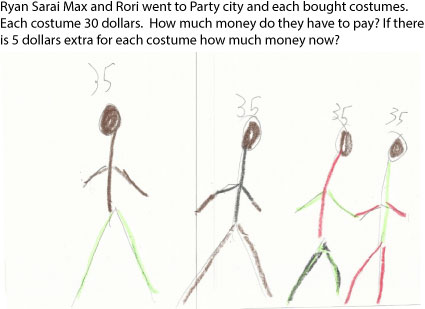 Ryan Sarai Max and Rori went to Party city and each bought costumes.
Each costume 30 dollars.  How much money do they have to pay? If there
is 5 dollars extra for each costume how much money now?
35 35 35 35